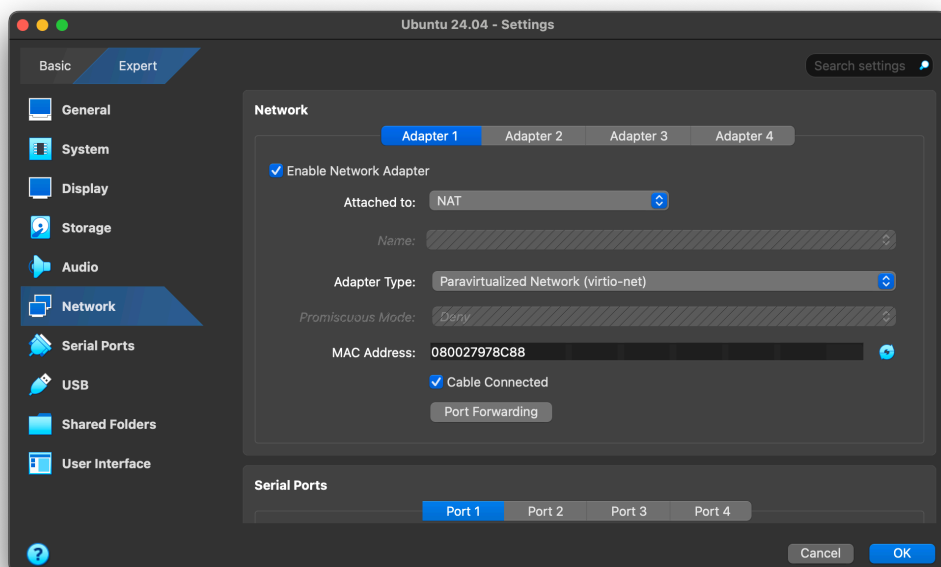 Ubuntu 24.04 - Settings
Basic Expert
Search settings
General
System
Display
Storage
Audio
Network
Serial Ports
USB
Shared Folders
User Interface
Network
Adapter 1 Adapter 2 Adapter 3 Adapter 4
Enable Network Adapter
Attached to: NAT
Name:
Adapter Type: Paravirtualized Network (virtio-net)
Promiscuous Mode: Deny
MAC Address: 080027978C88
Cable Connected
Port Forwarding
Serial Ports
Port 1 Port 2 Port 3 Port 4
?
Cancel OK